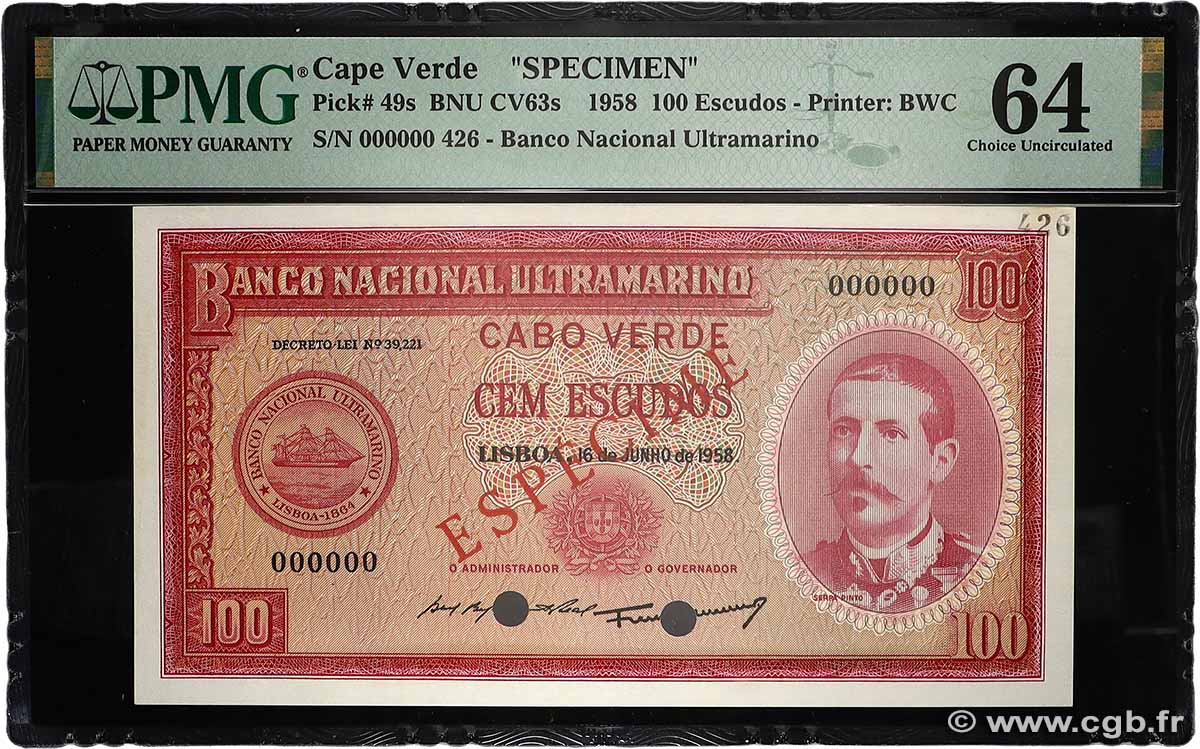 PMG®
PAPER MONEY GUARANTY
Cape Verde "SPECIMEN"
Pick# 49s BNU CV63s 1958 100 Escudos - Printer: BWC
S/N 000000 426 - Banco Nacional Ultramarino
64
Choice Uncirculated
426
BANCO NACIONAL ULTRAMARINO
000000
100
CABO VERDE
DECRETO-LEI Nº 39,221
CEM ESCUDOS
LISBOA, 16 de JUNHO de 1958.
ESPECIME
BANCO NACIONAL ULTRAMARINO
LISBOA-1864
000000
O ADMINISTRADOR O GOVERNADOR
SERPA PINTO
100
100
© www.cgb.fr